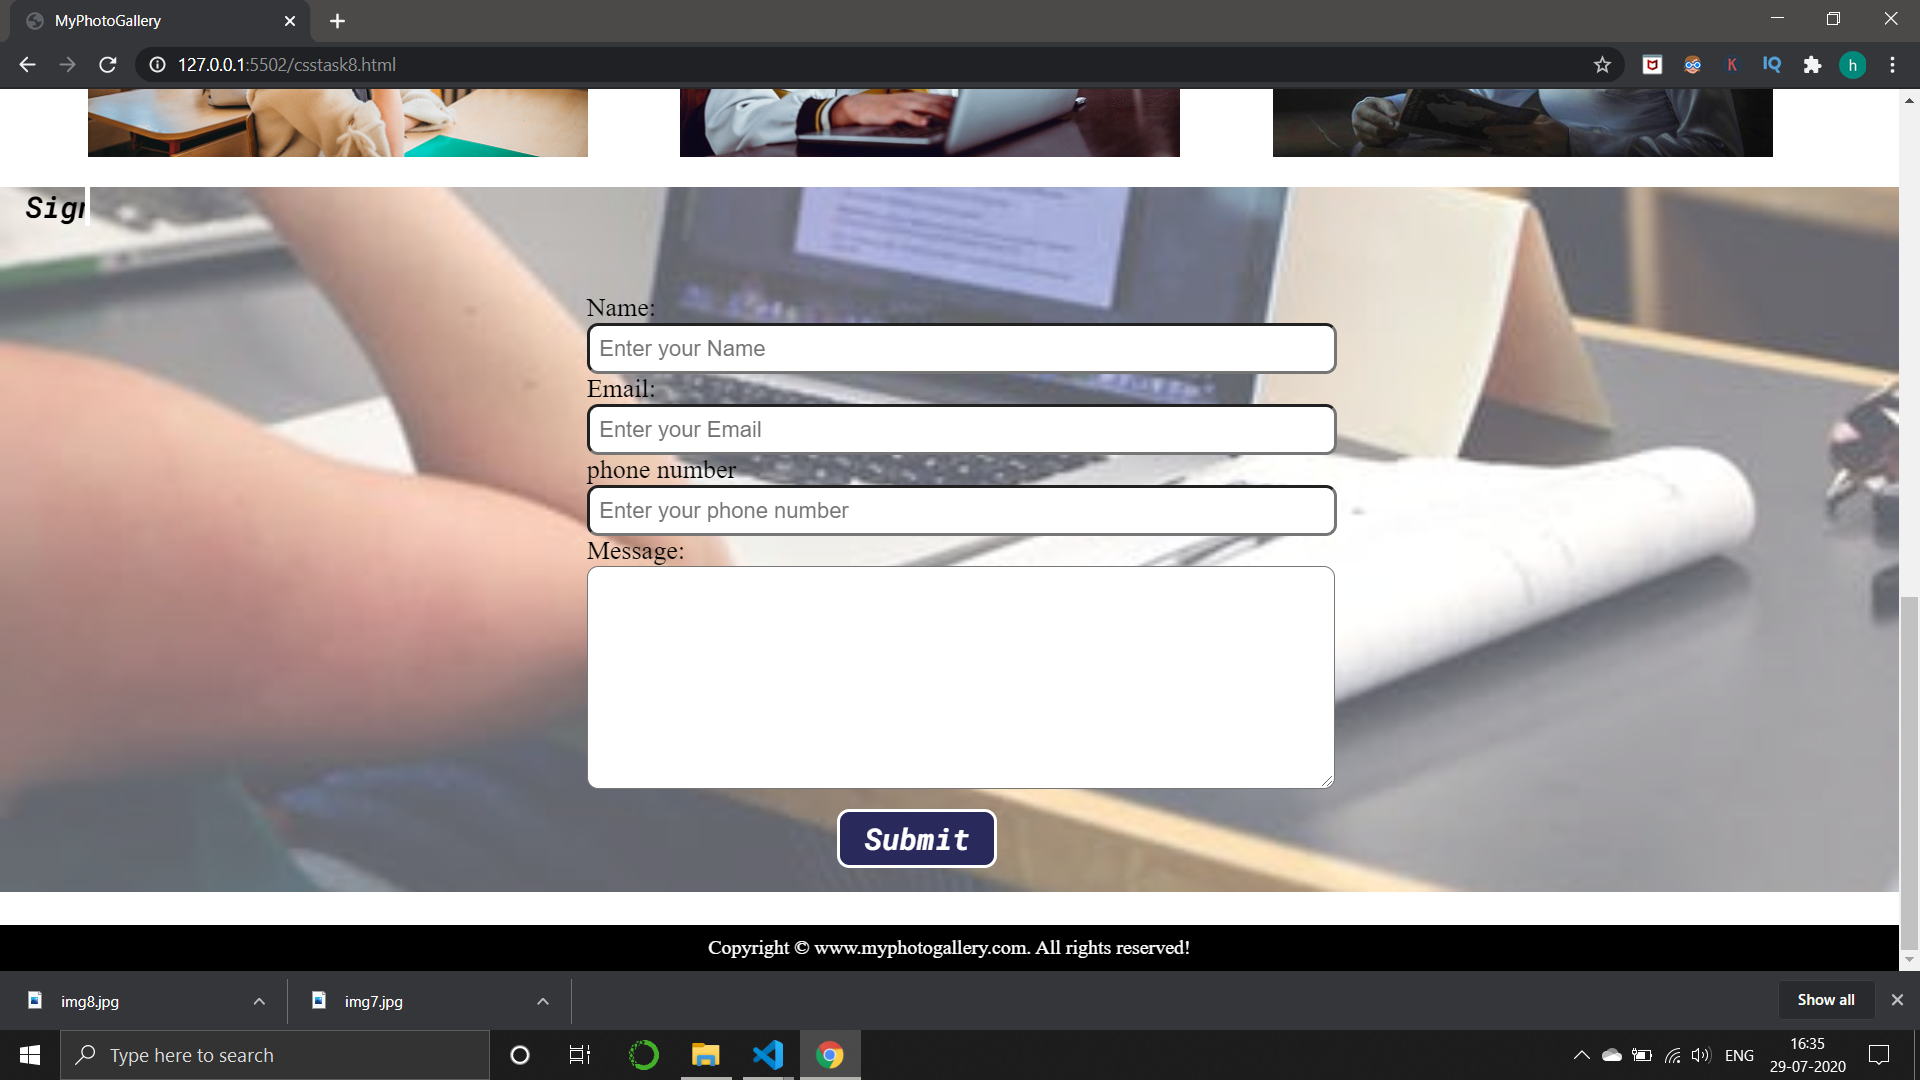 MyPhotoGallery
127.0.0.1:5502/csstask8.html
K
IQ
h
Sign
Name:
Enter your Name
Email:
Enter your Email
phone number
Enter your phone number
Message:
Submit
Copyright © www.myphotogallery.com. All rights reserved!
img8.jpg
img7.jpg
Show all
Type here to search
ENG
16:35
29-07-2020